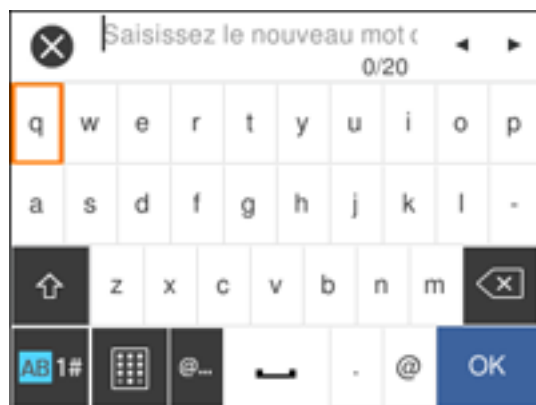 Saisissez le nouveau mot
0/20
q w e r t y u i o p
a s d f g h j k l -
z x c v b n m
AB 1# @... . @ OK